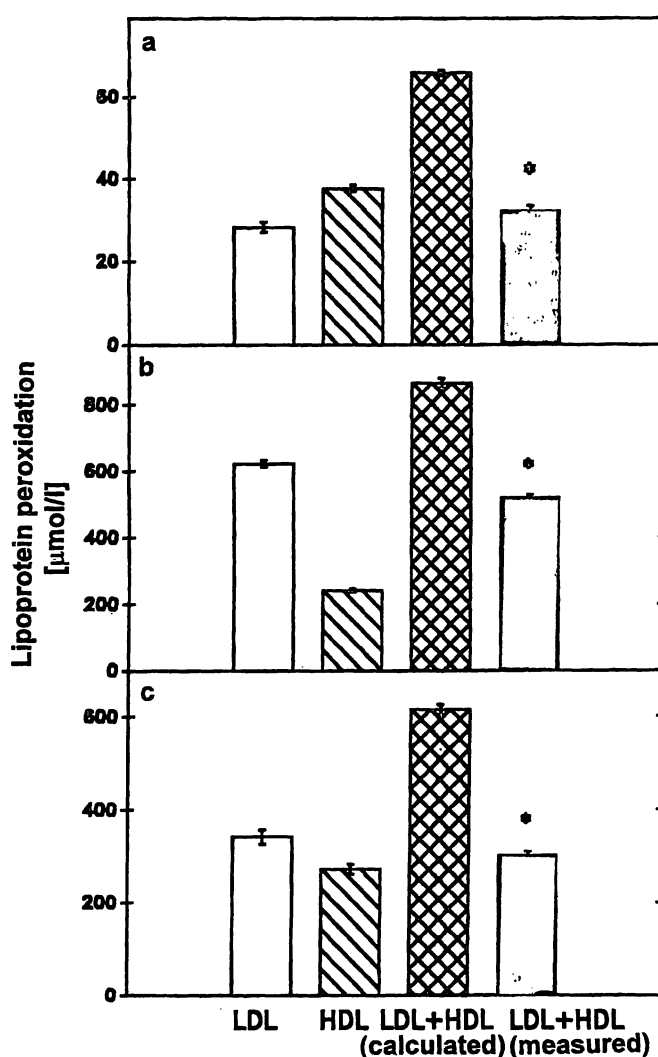 a
60
40
*
20
0
Lipoprotein peroxidation
[µmol/l]
b
800
600
*
400
200
0
c
600
400
*
200
0
LDL HDL LDL+HDL LDL+HDL
(calculated) (measured)